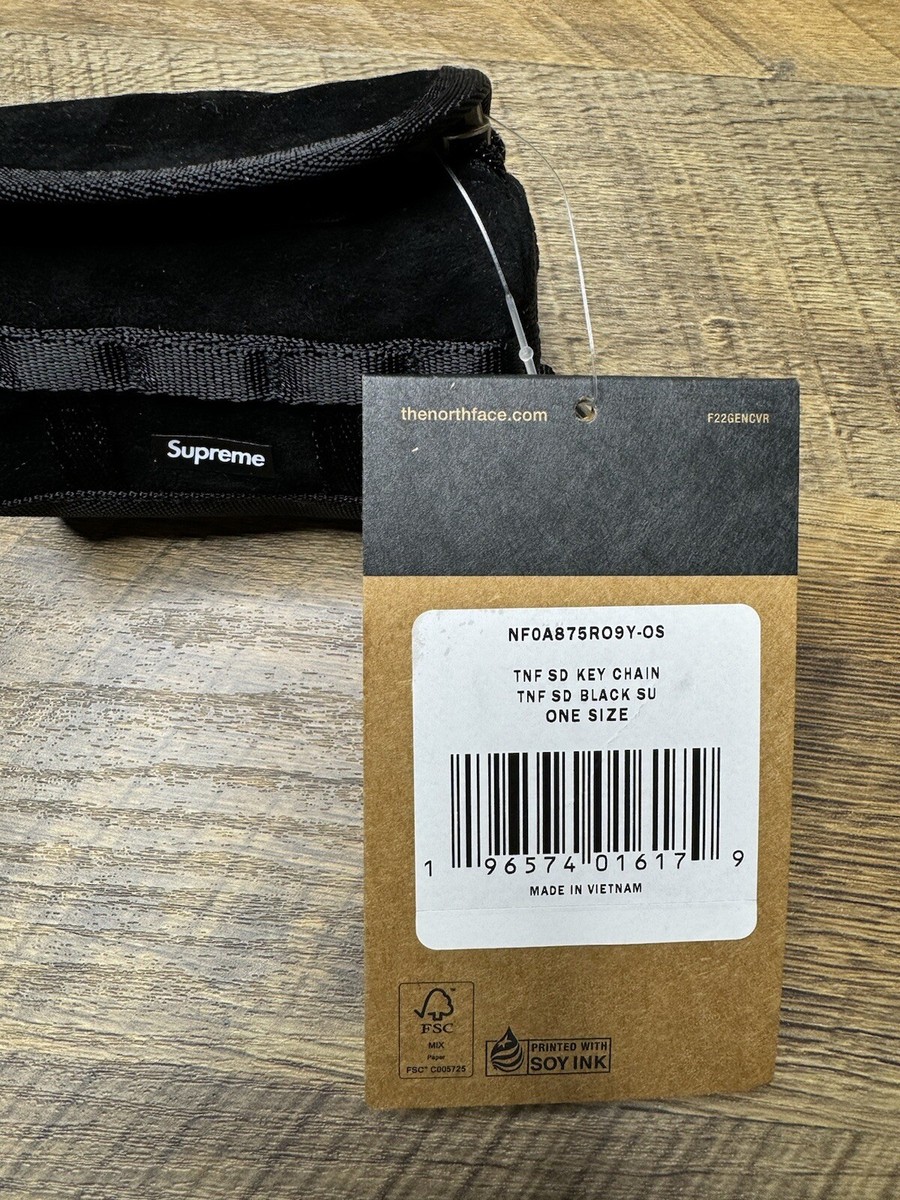 Supreme
thenorthface.com
F22GENCVR
NF0A875R09Y-OS
TNF SD KEY CHAIN
TNF SD BLACK SU
ONE SIZE
1 96574 01617 9
MADE IN VIETNAM
FSC
MIX
Paper
FSC® C005725
PRINTED WITH
SOY INK